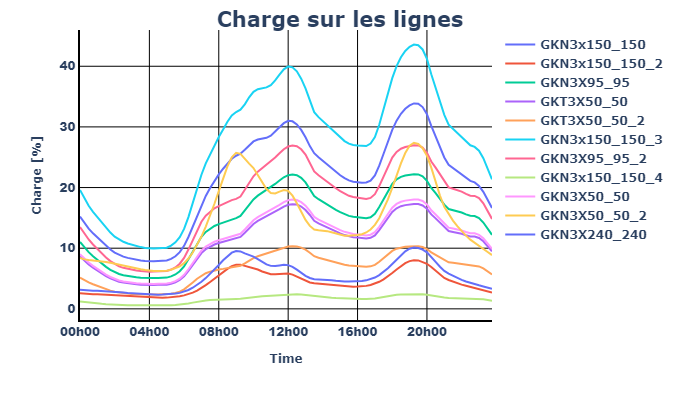 Charge sur les lignes
Charge [%]
40
30
20
10
0
00h00 04h00 08h00 12h00 16h00 20h00
Time
GKN3x150_150
GKN3x150_150_2
GKN3X95_95
GKT3X50_50
GKT3X50_50_2
GKN3x150_150_3
GKN3X95_95_2
GKN3x150_150_4
GKN3X50_50
GKN3X50_50_2
GKN3X240_240